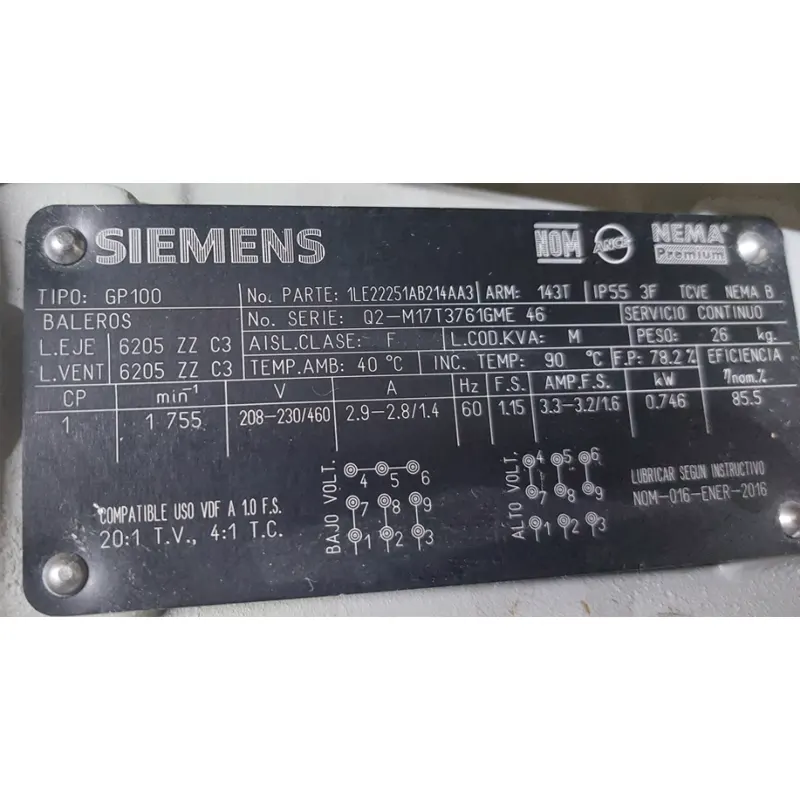 SIEMENS NOM ANCE NEMA Premium
TIPO: GP100 No. PARTE: 1LE22251AB214AA3 ARM: 143T IP55 3F TCVE NEMA B
BALEROS No. SERIE: Q2-M17T3761GME 46 SERVICIO CONTINUO
L.EJE 6205 ZZ C3 AISL.CLASE: F L.COD.KVA: M PESO: 26 kg.
L.VENT 6205 ZZ C3 TEMP.AMB: 40 °C INC. TEMP: 90 °C F.P: 78.2 % EFICIENCIA
CP min⁻¹ V A Hz F.S. AMP.F.S. kW ηnom.%
1 1 755 208-230/460 2.9-2.8/1.4 60 1.15 3.3-3.2/1.6 0.746 85.5
COMPATIBLE USO VDF A 1.0 F.S.
20:1 T.V., 4:1 T.C.
BAJO VOLT.
4 5 6
7 8 9
1 2 3
ALTO VOLT.
4 5 6
7 8 9
1 2 3
LUBRICAR SEGUN INSTRUCTIVO
NOM-016-ENER-2016